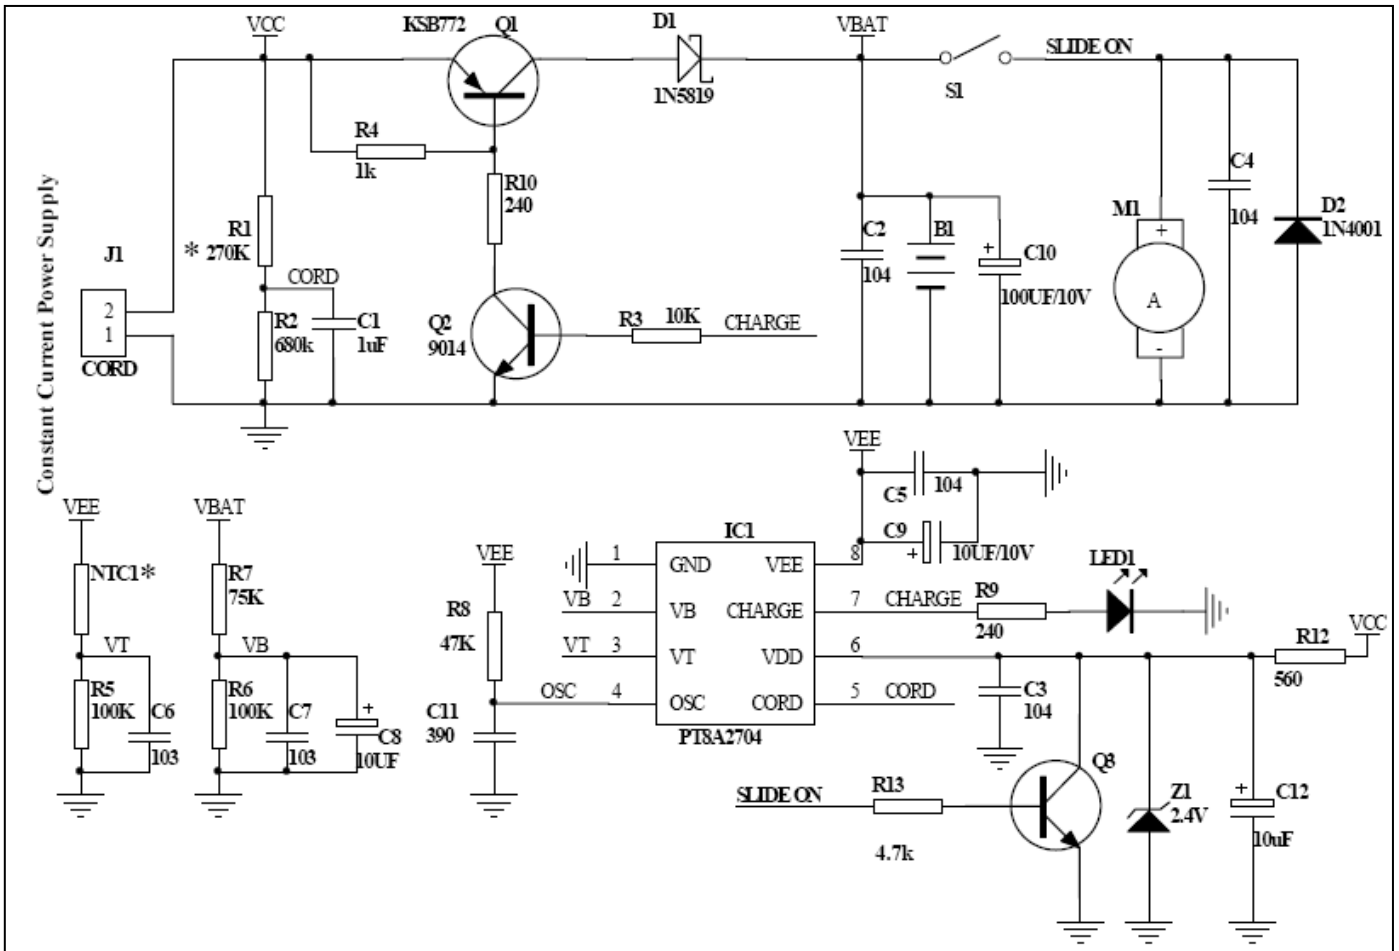 VCC
KSB772
Q1
D1
1N5819
VBAT
SLIDE ON
S1
R4
1k
R10
240
Constant Current Power Supply
J1
2
1
CORD
R1
* 270K
CORD
R2
680k
C1
1uF
Q2
9014
R3
10K
CHARGE
C2
104
B1
C10
100UF/10V
M1
+
A
-
C4
104
D2
1N4001
VEE
NTC1*
VT
R5
100K
C6
103
VBAT
R7
75K
VB
R6
100K
C7
103
C8
10UF
VEE
R8
47K
OSC
C11
390
IC1
1
GND
VB
2
VB
VT
3
VT
4
OSC
VEE
8
CHARGE
7
CHARGE
VDD
6
CORD
5
CORD
PT8A2704
VEE
C5
104
C9
10UF/10V
R9
240
LED1
R12
560
VCC
C3
104
SLIDE ON
R13
4.7k
Q3
Z1
2.4V
C12
10uF